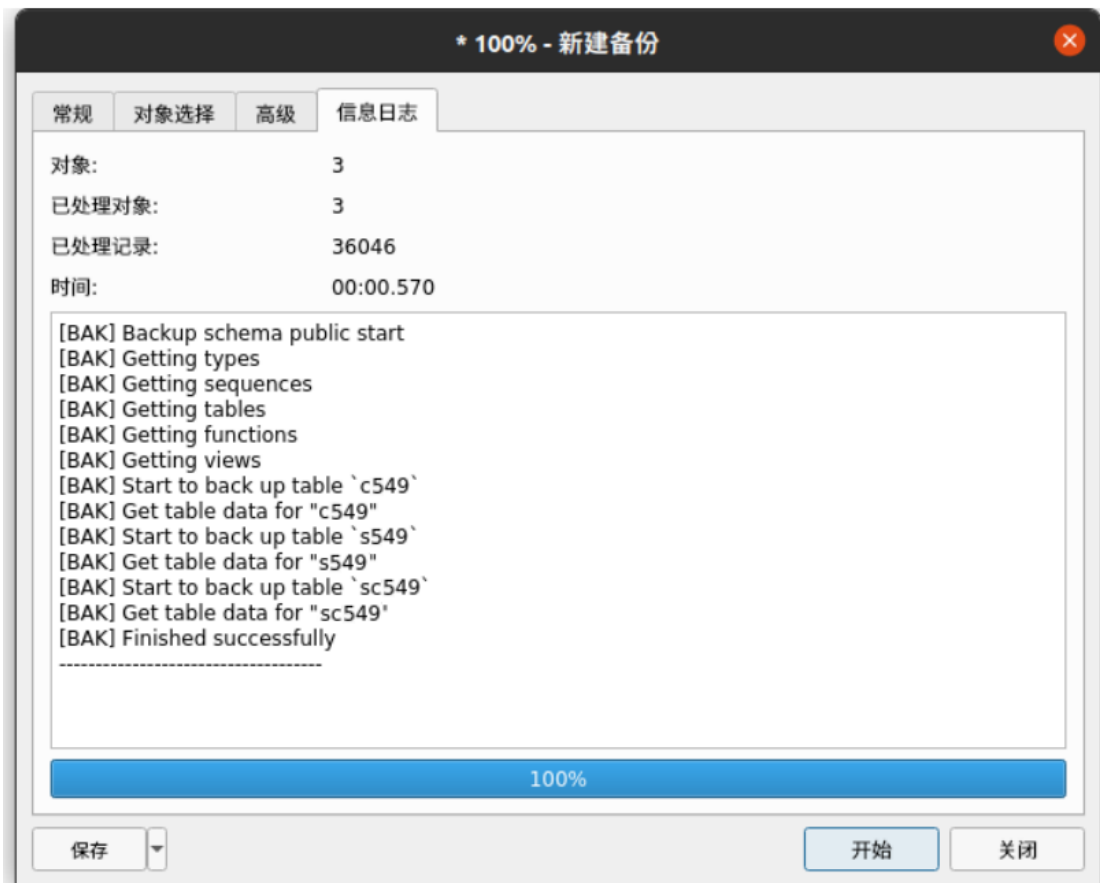 * 100% - 新建备份
常规 对象选择 高级 信息日志
对象: 3
已处理对象: 3
已处理记录: 36046
时间: 00:00.570
[BAK] Backup schema public start
[BAK] Getting types
[BAK] Getting sequences
[BAK] Getting tables
[BAK] Getting functions
[BAK] Getting views
[BAK] Start to back up table `c549`
[BAK] Get table data for "c549"
[BAK] Start to back up table `s549`
[BAK] Get table data for "s549"
[BAK] Start to back up table `sc549`
[BAK] Get table data for "sc549"
[BAK] Finished successfully
------------------------------------
100%
保存 开始 关闭